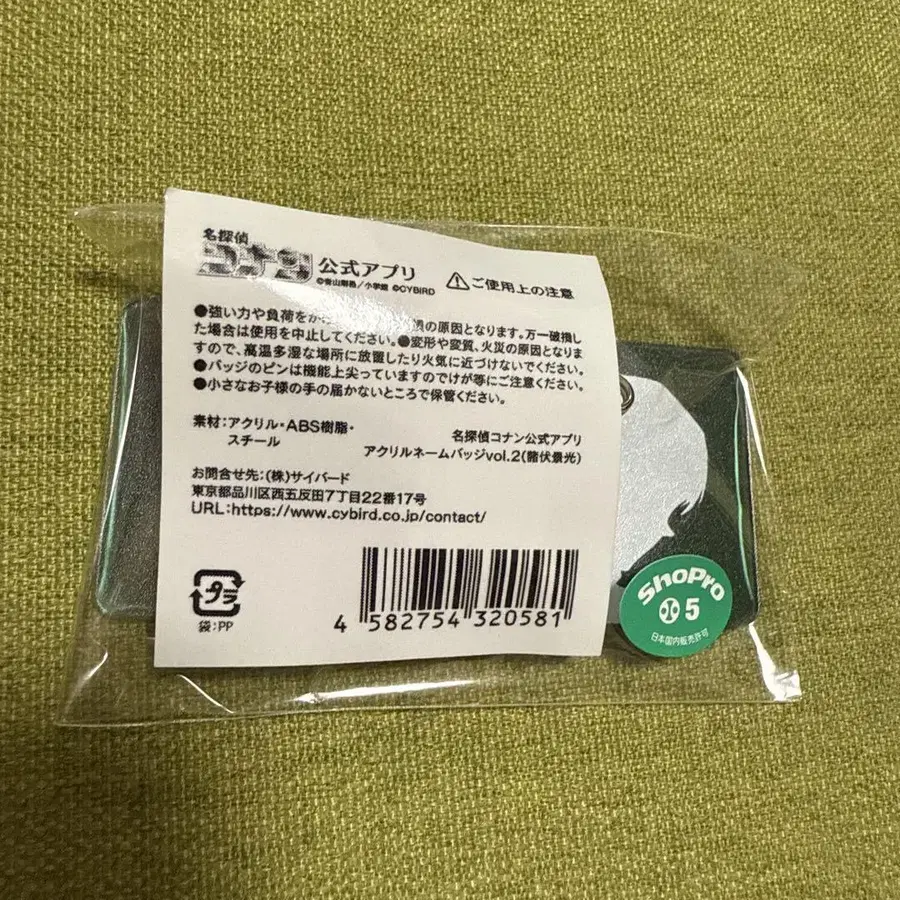 名探偵
コナン 公式アプリ
©青山剛昌/小学館 ©CYBIRD
⚠ご使用上の注意
●強い力や負荷をか 損の原因となります。万一破損し
た場合は使用を中止してください。●変形や変質、火災の原因となりま
すので、高温多湿な場所に放置したり火気に近づけないでください。
●バッジのピンは機能上尖っていますのでけが等にご注意ください。
●小さなお子様の手の届かないところで保管ください。
素材:アクリル・ABS樹脂・
スチール
名探偵コナン公式アプリ
アクリルネームバッジvol.2(諸伏景光)
お問合せ先:(株)サイバード
東京都品川区西五反田7丁目22番17号
URL:https://www.cybird.co.jp/contact/
プラ
袋:PP
4 582754 320581
ShoPro
5
日本国内販売許可